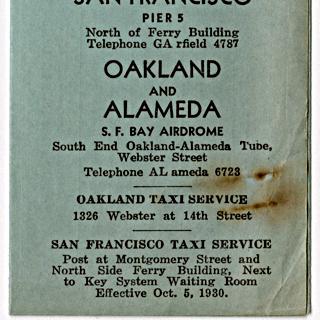 SAN FRANCISCO
PIER 5
North of Ferry Building
Telephone GA rfield 4787
OAKLAND
AND
ALAMEDA
S. F. BAY AIRDROME
South End Oakland-Alameda Tube,
Webster Street
Telephone AL ameda 6723
OAKLAND TAXI SERVICE
1326 Webster at 14th Street
SAN FRANCISCO TAXI SERVICE
Post at Montgomery Street and
North Side Ferry Building, Next
to Key System Waiting Room
Effective Oct. 5, 1930.